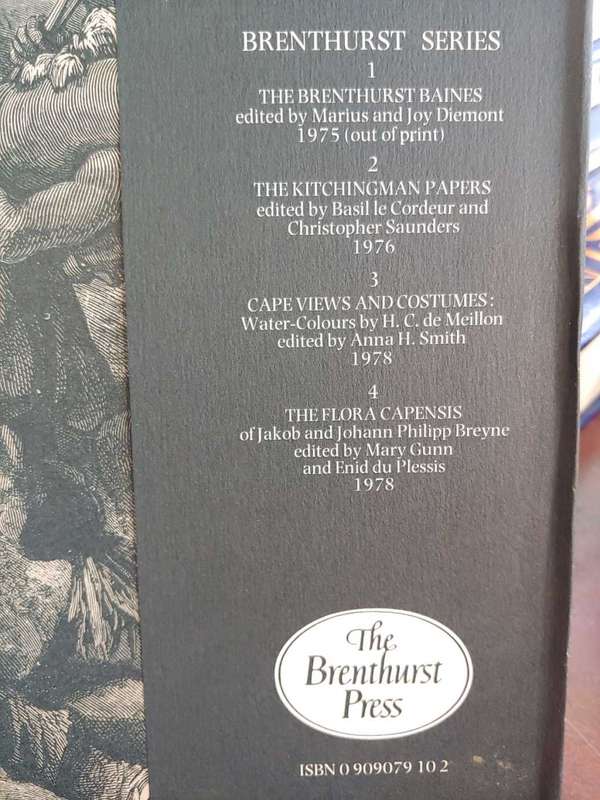 BRENTHURST SERIES
1
THE BRENTHURST BAINES
edited by Marius and Joy Diemont
1975 (out of print)
2
THE KITCHINGMAN PAPERS
edited by Basil le Cordeur and
Christopher Saunders
1976
3
CAPE VIEWS AND COSTUMES:
Water-Colours by H. C. de Meillon
edited by Anna H. Smith
1978
4
THE FLORA CAPENSIS
of Jakob and Johann Philipp Breyne
edited by Mary Gunn
and Enid du Plessis
1978
The
Brenthurst
Press
ISBN 0 909079 10 2